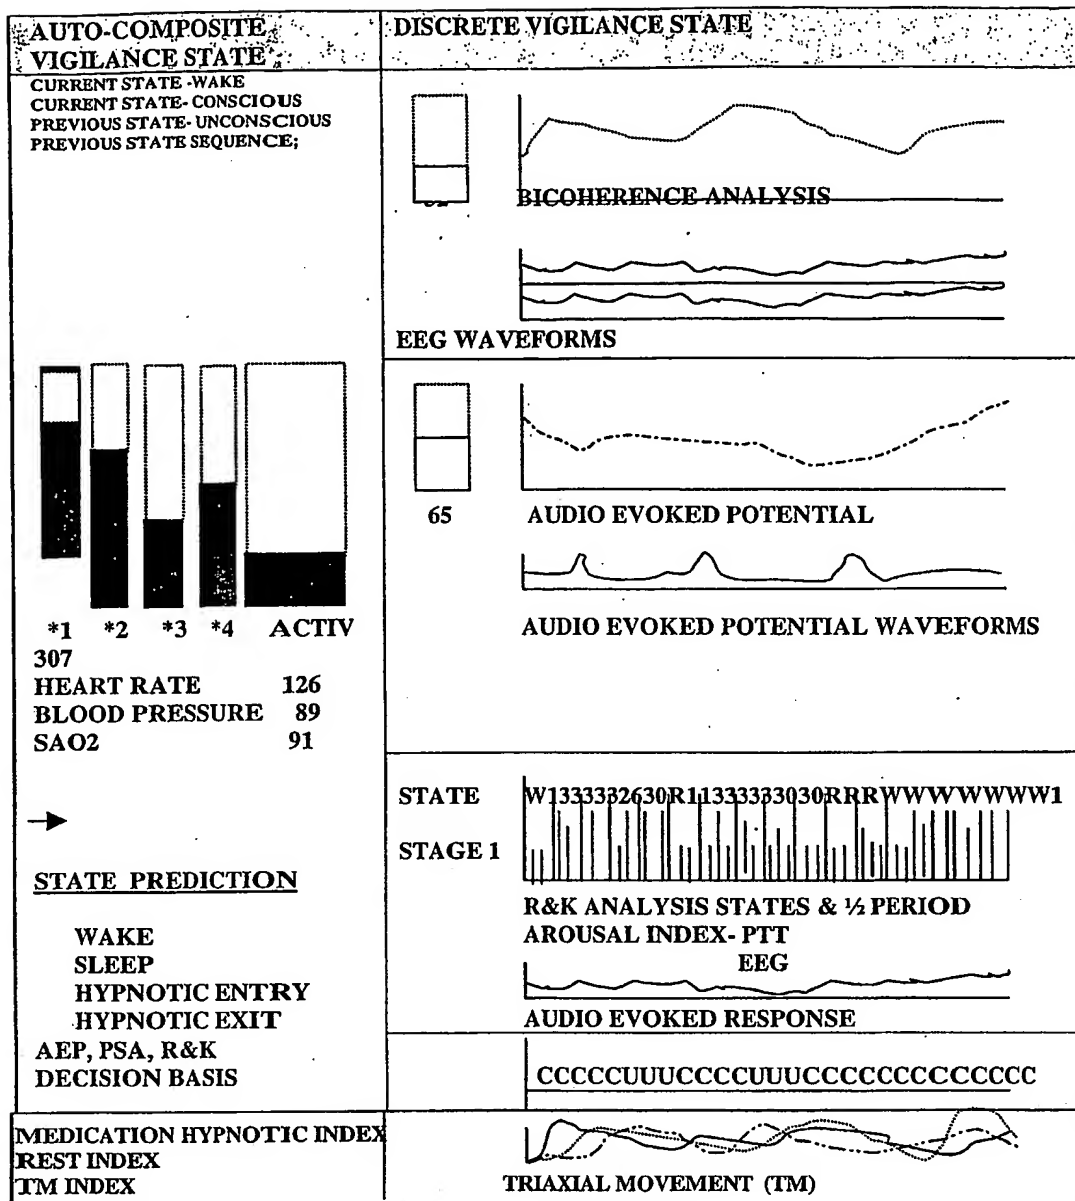 AUTO-COMPOSITE
VIGILANCE STATE
DISCRETE VIGILANCE STATE
CURRENT STATE -WAKE
CURRENT STATE- CONSCIOUS
PREVIOUS STATE- UNCONSCIOUS
PREVIOUS STATE SEQUENCE;
BICOHERENCE ANALYSIS
EEG WAVEFORMS
65
AUDIO EVOKED POTENTIAL
AUDIO EVOKED POTENTIAL WAVEFORMS
*1 *2 *3 *4 ACTIV
307
HEART RATE 126
BLOOD PRESSURE 89
SAO2 91
STATE PREDICTION
WAKE
SLEEP
HYPNOTIC ENTRY
HYPNOTIC EXIT
AEP, PSA, R&K
DECISION BASIS
STATE W13333332630R11333333030RRRWWWWWWWW1
STAGE 1
R&K ANALYSIS STATES & ½ PERIOD
AROUSAL INDEX- PTT
EEG
AUDIO EVOKED RESPONSE
CCCCCUUUCCCCUUUCCCCCCCCCCCCC
MEDICATION HYPNOTIC INDEX
REST INDEX
TM INDEX
TRIAXIAL MOVEMENT (TM)